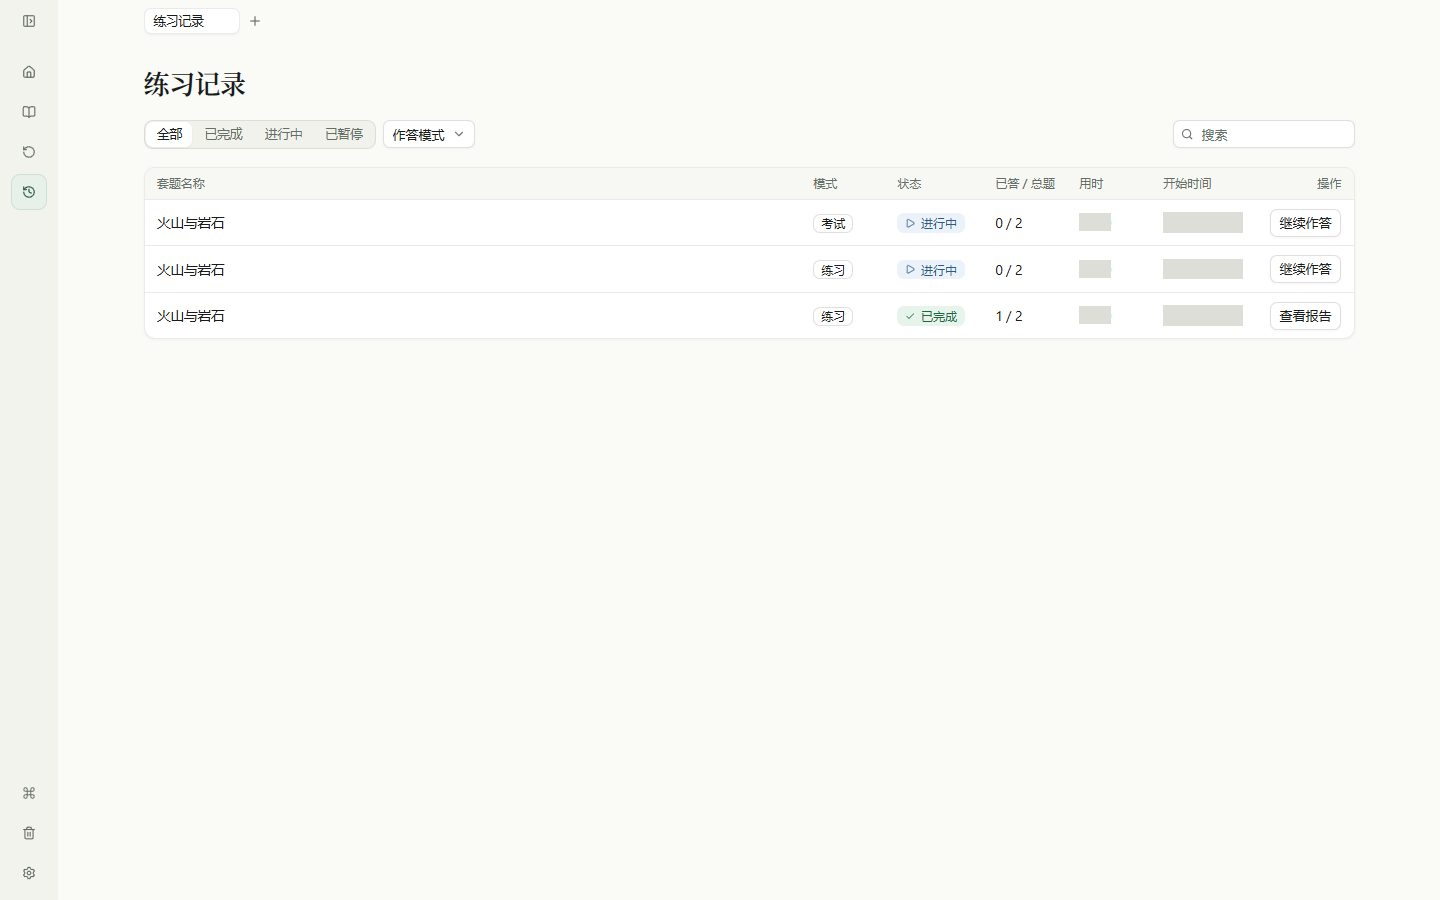 练习记录
练习记录
全部 已完成 进行中 已暂停 作答模式 搜索
套题名称 模式 状态 已答 / 总题 用时 开始时间 操作
火山与岩石 考试 进行中 0 / 2 继续作答
火山与岩石 练习 进行中 0 / 2 继续作答
火山与岩石 练习 已完成 1 / 2 查看报告